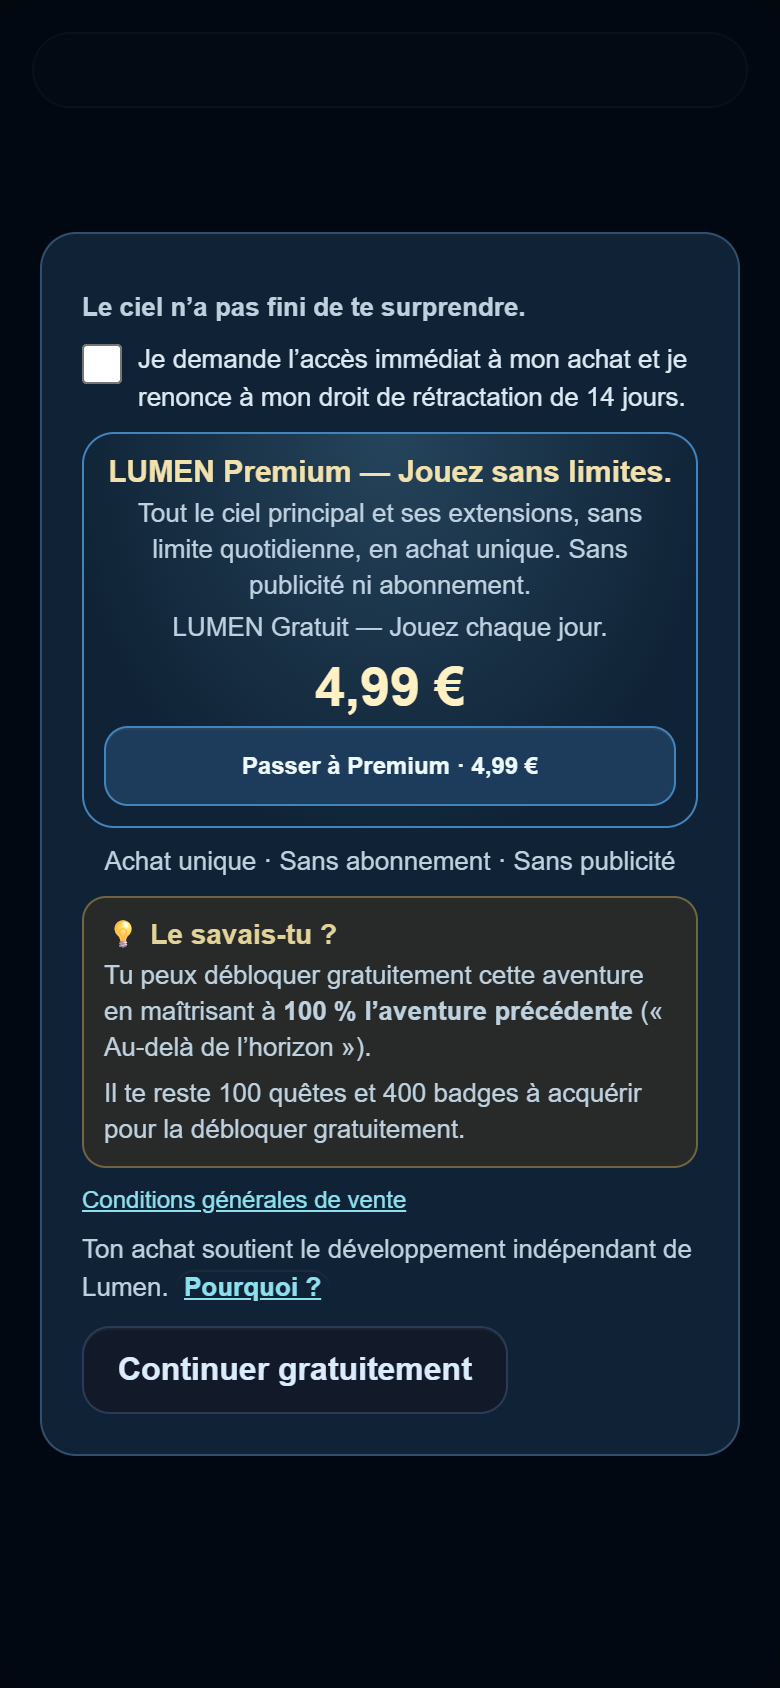 Le ciel n’a pas fini de te surprendre.
Je demande l’accès immédiat à mon achat et je
renonce à mon droit de rétractation de 14 jours.
LUMEN Premium — Jouez sans limites.
Tout le ciel principal et ses extensions, sans
limite quotidienne, en achat unique. Sans
publicité ni abonnement.
LUMEN Gratuit — Jouez chaque jour.
4,99 €
Passer à Premium · 4,99 €
Achat unique · Sans abonnement · Sans publicité
💡 Le savais-tu ?
Tu peux débloquer gratuitement cette aventure
en maîtrisant à 100 % l’aventure précédente («
Au-delà de l’horizon »).
Il te reste 100 quêtes et 400 badges à acquérir
pour la débloquer gratuitement.
Conditions générales de vente
Ton achat soutient le développement indépendant de
Lumen. Pourquoi ?
Continuer gratuitement